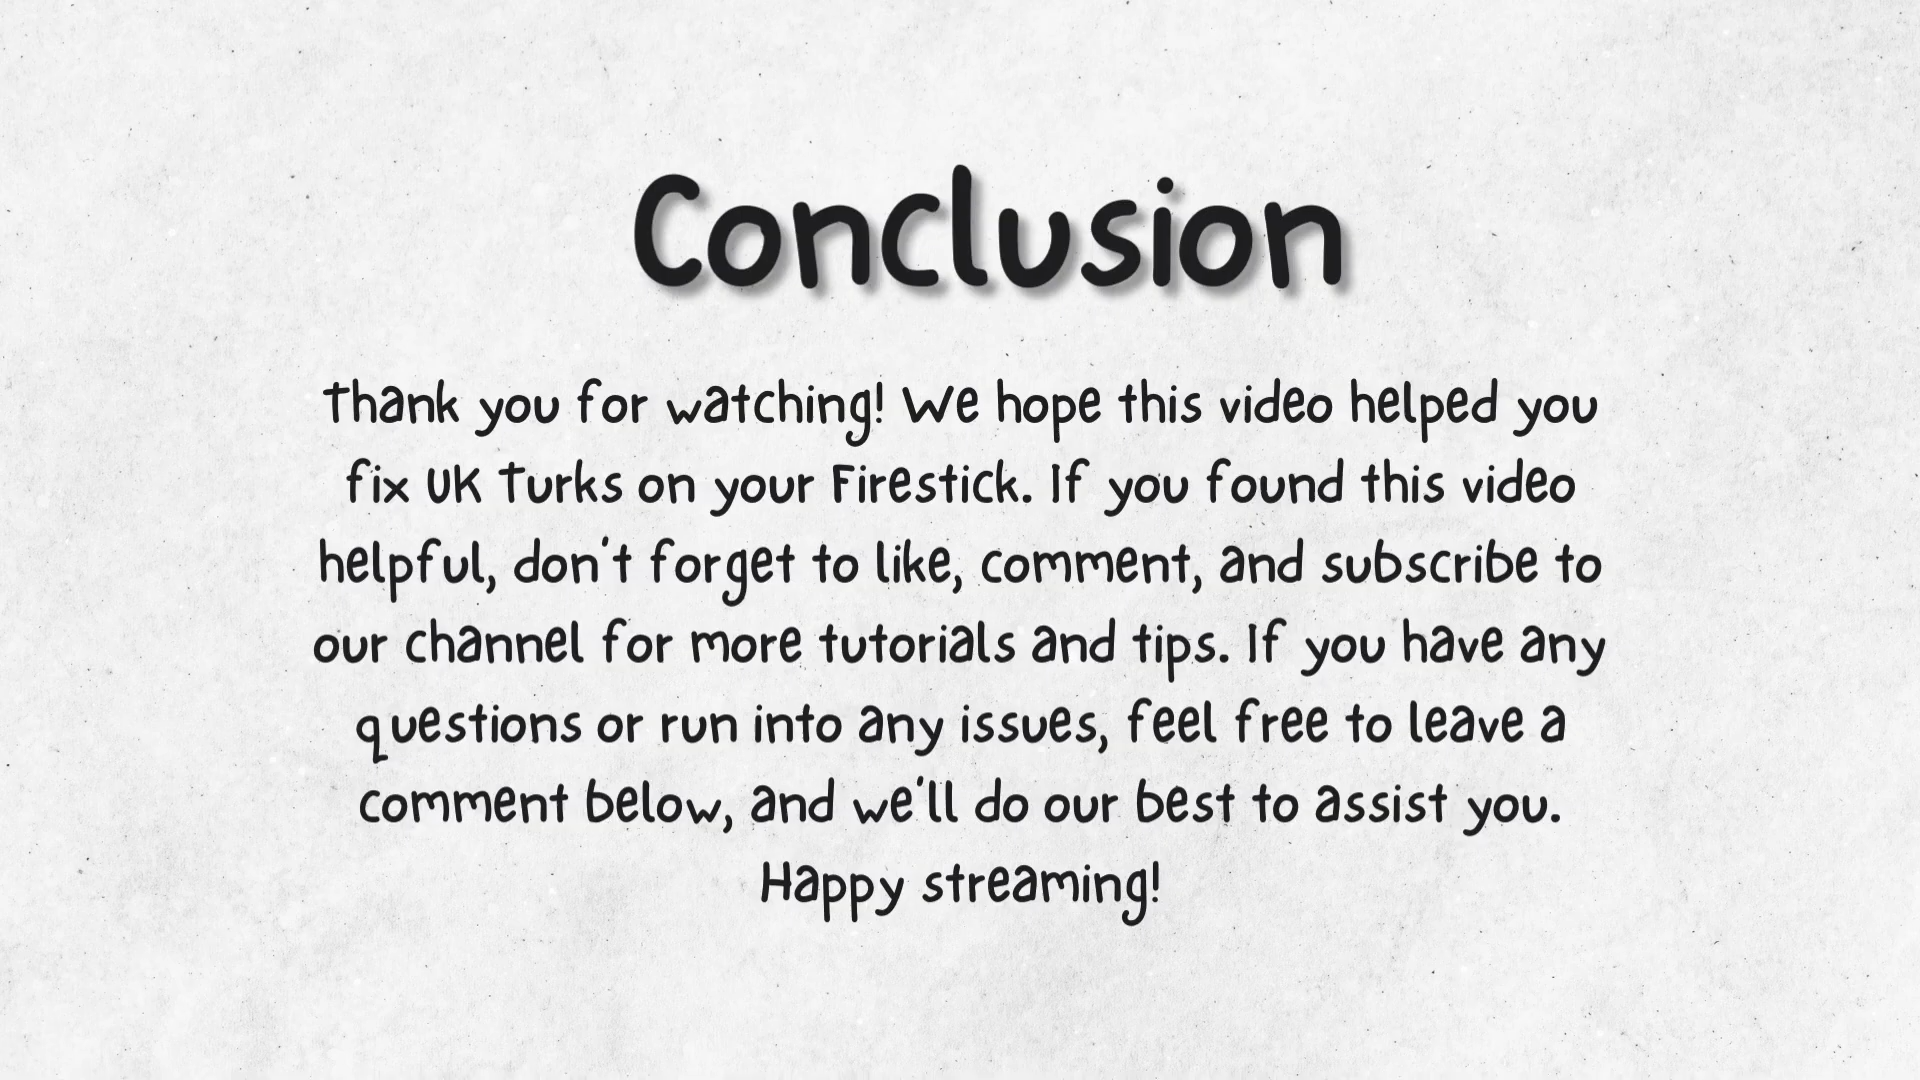 Conclusion
Thank you for watching! We hope this video helped you
fix UK Turks on your Firestick. If you found this video
helpful, don't forget to like, comment, and subscribe to
our channel for more tutorials and tips. If you have any
questions or run into any issues, feel free to leave a
comment below, and we'll do our best to assist you.
Happy streaming!